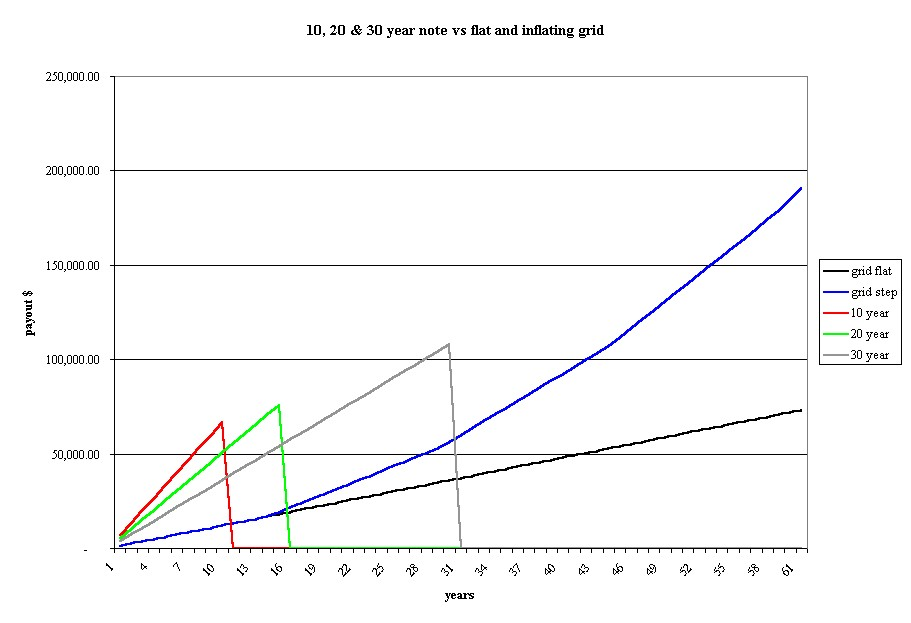 10, 20 & 30 year note vs flat and inflating grid
250,000.00
200,000.00
150,000.00
100,000.00
50,000.00
-
payout $
1 4 7 10 13 16 19 22 25 28 31 34 37 40 43 46 49 52 55 58 61
years
grid flat
grid step
10 year
20 year
30 year